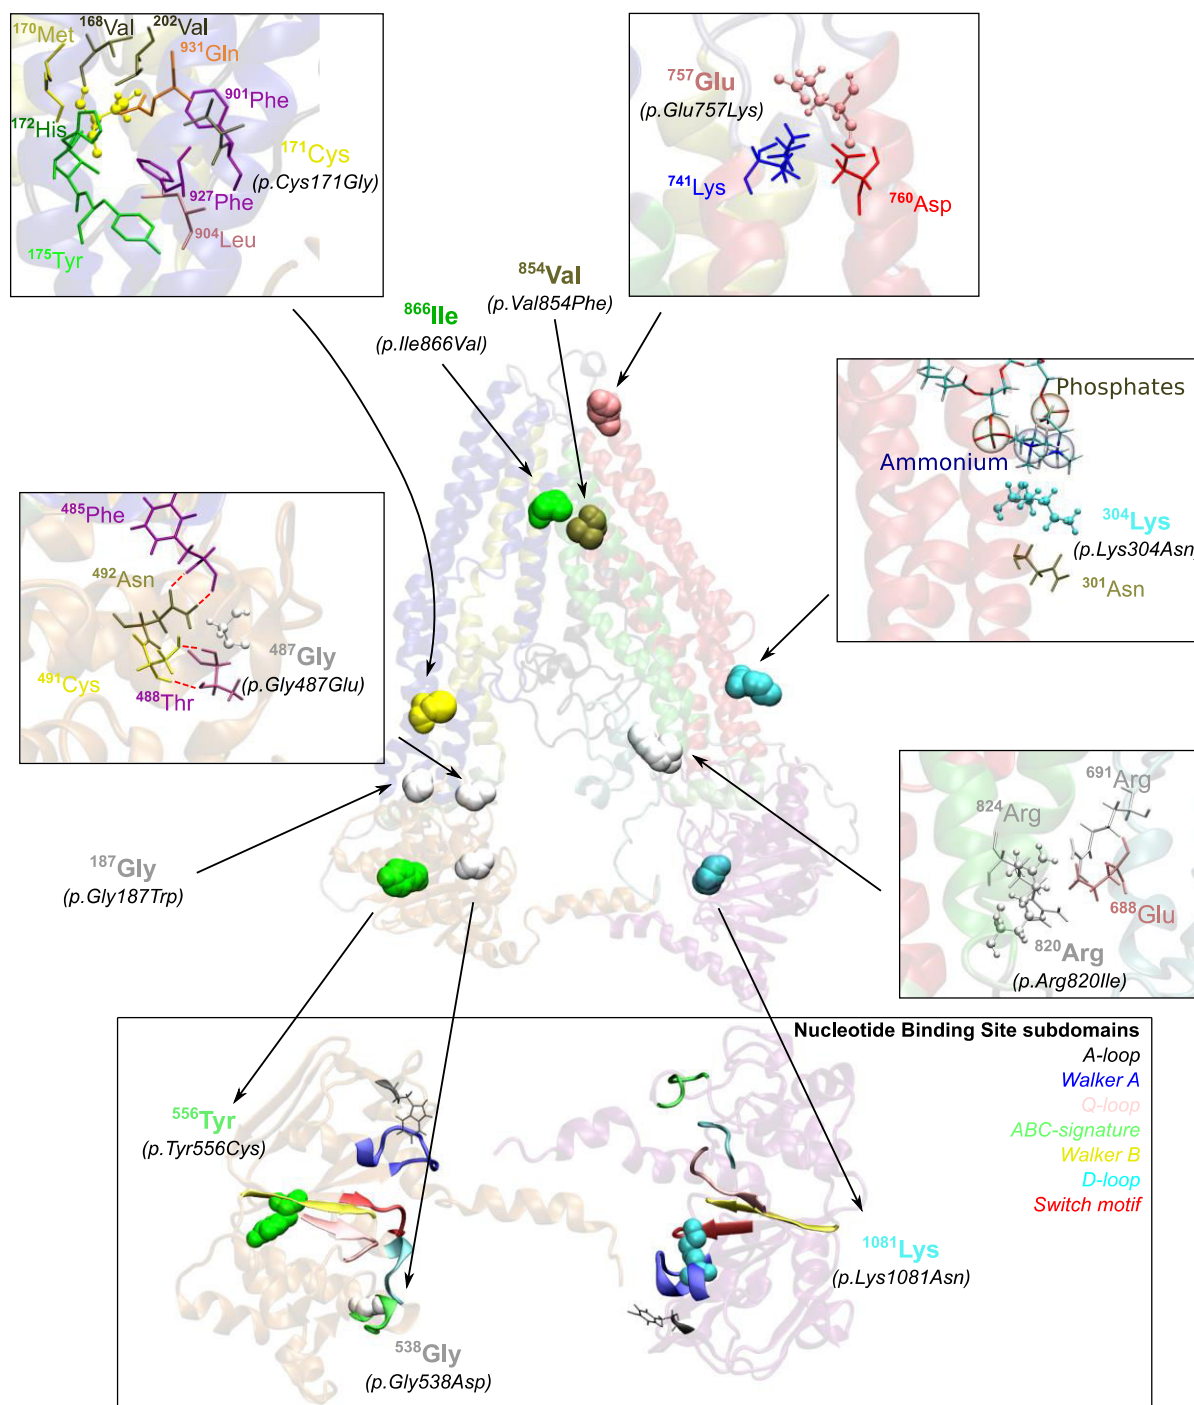 170Met
168Val
202Val
931Gln
901Phe
172His
171Cys
(p.Cys171Gly)
927Phe
904Leu
175Tyr
757Glu
(p.Glu757Lys)
741Lys
760Asp
854Val
(p.Val854Phe)
866Ile
(p.Ile866Val)
Phosphates
Ammonium
304Lys
(p.Lys304Asn)
301Asn
485Phe
492Asn
487Gly
(p.Gly487Glu)
491Cys
488Thr
187Gly
(p.Gly187Trp)
691Arg
824Arg
688Glu
820Arg
(p.Arg820Ile)
Nucleotide Binding Site subdomains
A-loop
Walker A
Q-loop
ABC-signature
Walker B
D-loop
Switch motif
556Tyr
(p.Tyr556Cys)
1081Lys
(p.Lys1081Asn)
538Gly
(p.Gly538Asp)